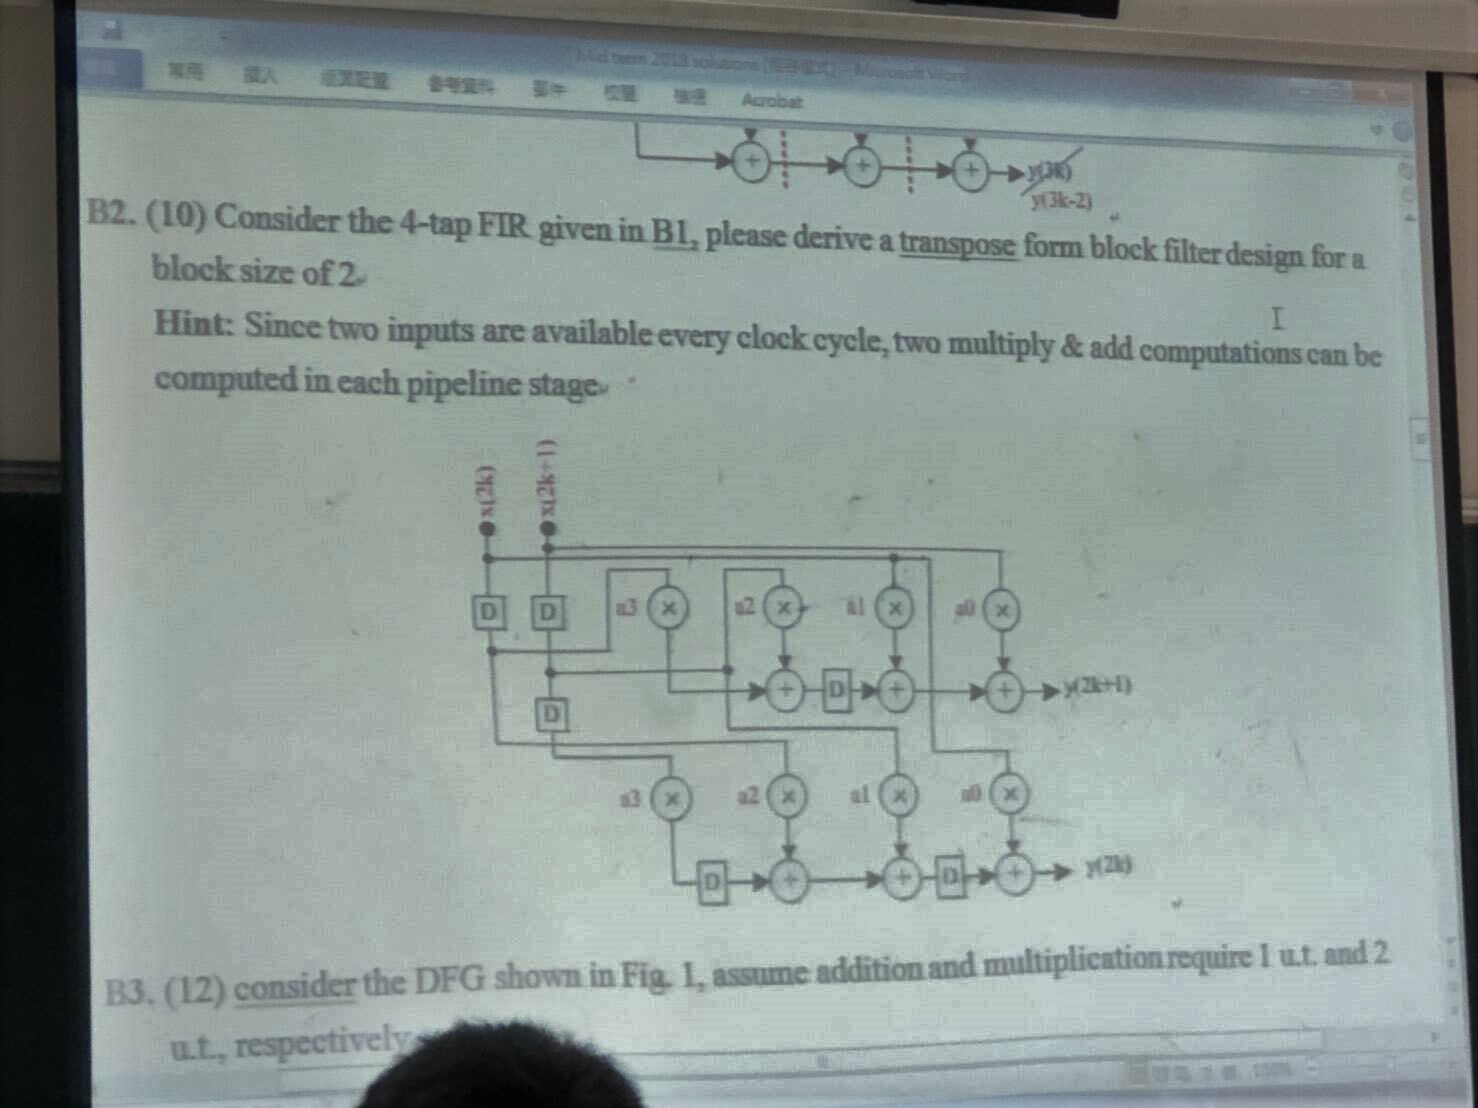 Mid term 2018 solutions Microsoft Word
常用 插入 版面配置 參考資料 郵件 校閱 檢視 Acrobat
y(3k)
y(3k-2)
B2. (10) Consider the 4-tap FIR given in B1, please derive a transpose form block filter design for a
block size of 2
Hint: Since two inputs are available every clock cycle, two multiply & add computations can be
computed in each pipeline stage
x(2k) x(2k+1)
D D a3 × a2 × a1 × a0 ×
+ D + + y(2k+1)
D
a3 × a2 × a1 × a0 ×
D + + D + y(2k)
B3. (12) consider the DFG shown in Fig. 1, assume addition and multiplication require 1 u.t. and 2
u.t., respectively